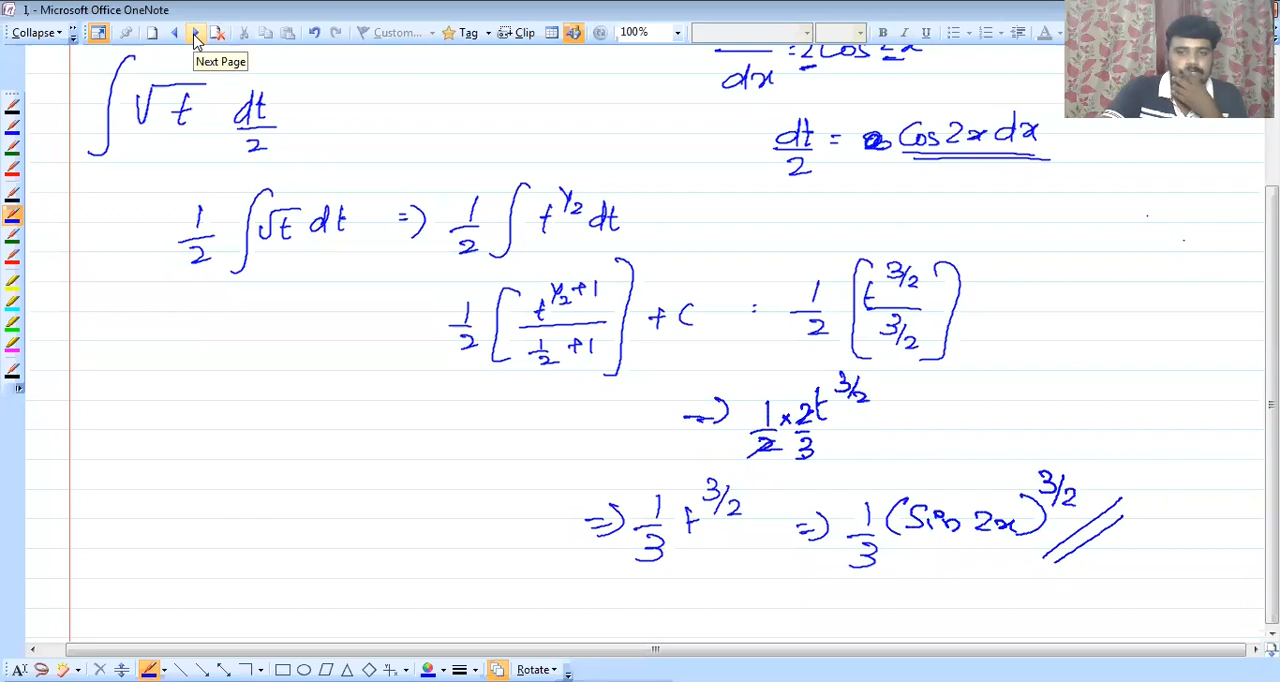 I, - Microsoft Office OneNote
Collapse 100% Custom... Tag Clip B I U A
Next Page
∫ √t dt/2
dx = 2 Cos 2x
dt/2 = Cos 2x dx
1/2 ∫ √t dt => 1/2 ∫ t^1/2 dt
1/2 [ t^(1/2 + 1) / (1/2 + 1) ] + C : 1/2 [ t^3/2 / 3/2 ]
=> 1/2 × 2/3 t^3/2
=> 1/3 t^3/2 => 1/3 (Sin 2x)^3/2
A Rotate